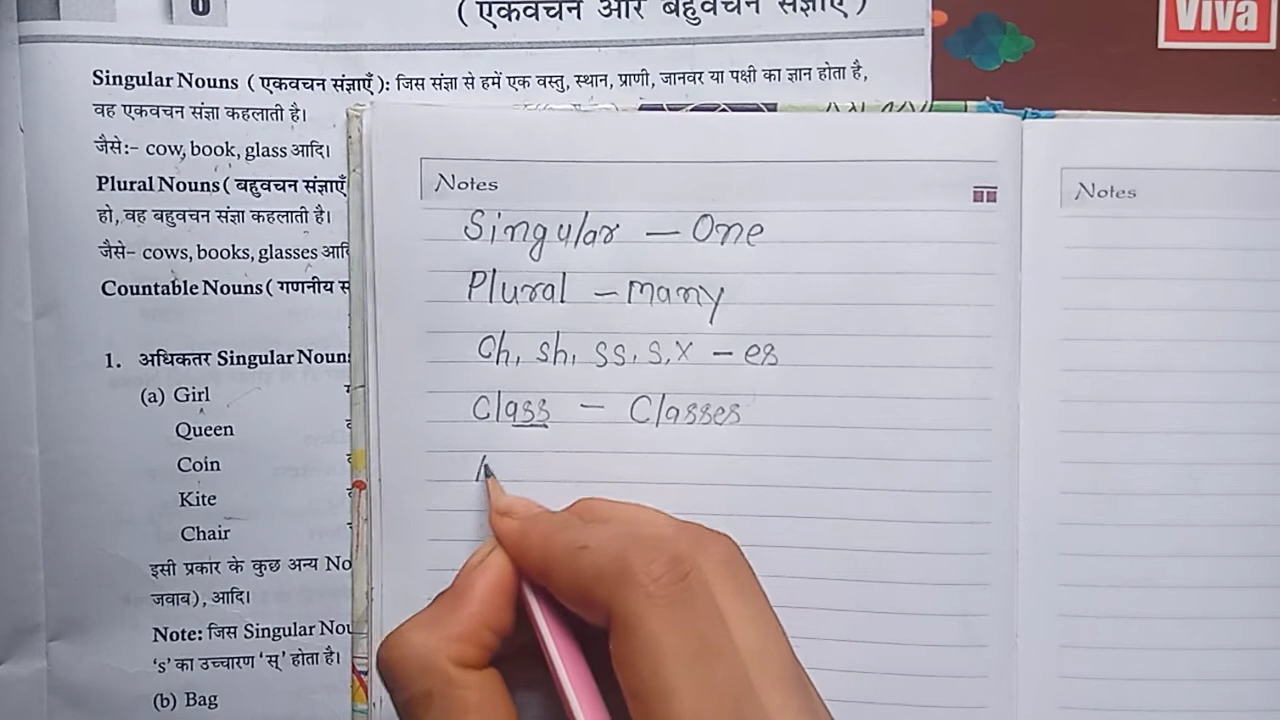 6
(एकवचन और बहुवचन संज्ञाएँ)
Viva
Singular Nouns (एकवचन संज्ञाएँ): जिस संज्ञा से हमें एक वस्तु, स्थान, प्राणी, जानवर या पक्षी का ज्ञान होता है,
वह एकवचन संज्ञा कहलाती है।
जैसे:- cow, book, glass आदि।
Plural Nouns (बहुवचन संज्ञाएँ
हो, वह बहुवचन संज्ञा कहलाती है।
जैसे- cows, books, glasses
Countable Nouns (गणनीय
1. अधिकतर Singular Noun
(a) Girl
Queen
Coin
Kite
Chair
इसी प्रकार के कुछ अन्य No
जवाब), आदि।
Note: जिस Singular
's' का उच्चारण 'स्' होता है।
(b) Bag
Notes
Singular — One
Plural — many
Ch, sh, ss, s, x — es
Class — Classes
Notes